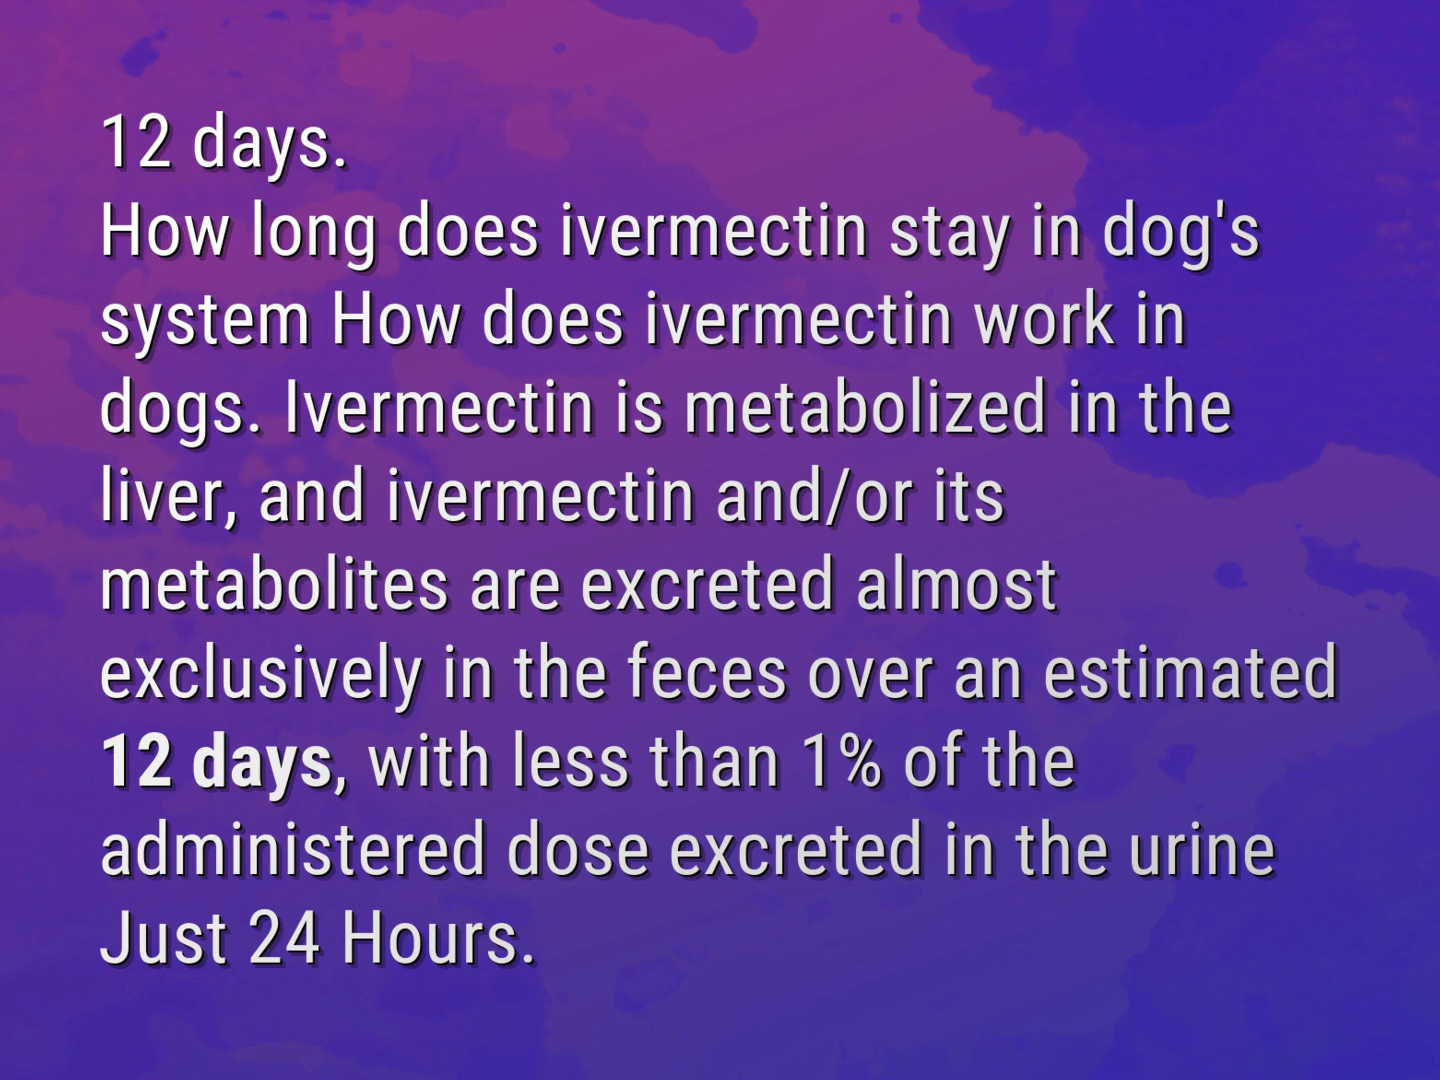 12 days.
How long does ivermectin stay in dog's
system How does ivermectin work in
dogs. Ivermectin is metabolized in the
liver, and ivermectin and/or its
metabolites are excreted almost
exclusively in the feces over an estimated
12 days, with less than 1% of the
administered dose excreted in the urine
Just 24 Hours.